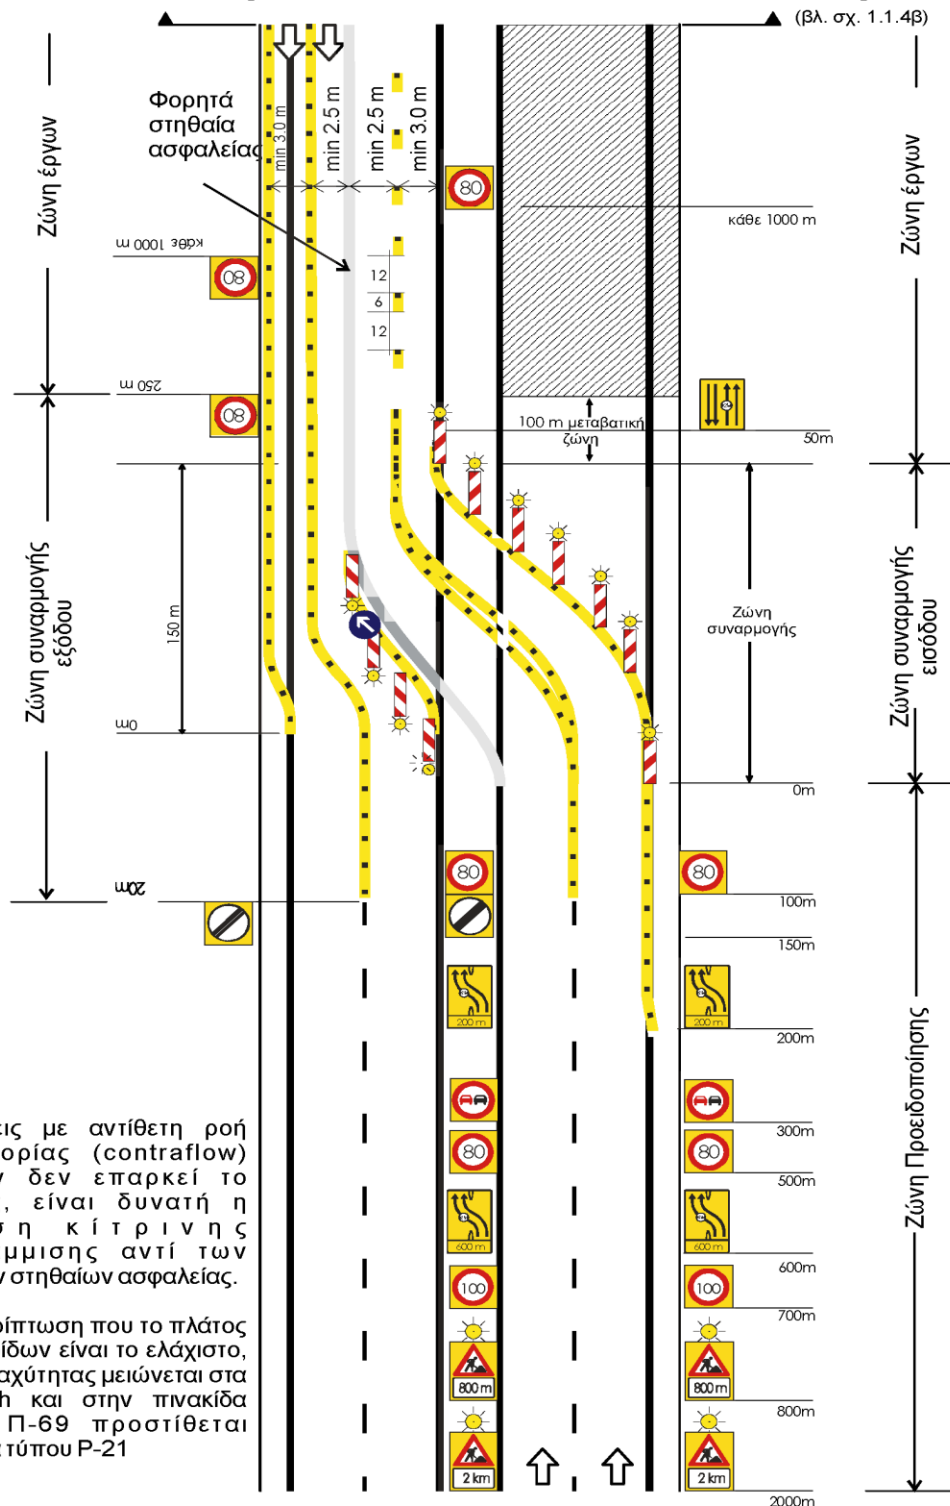 (βλ. σχ. 1.1.4β)
Ζώνη έργων
Φορητά
στηθαία
ασφαλείας
min 3.0 m
min 2.5 m
min 2.5 m
min 3.0 m
80
κάθε 1000 m
Ζώνη έργων
κάθε 1000 m
80
12
6
12
250 m
80
100 m μεταβατική
ζώνη
50m
Ζώνη συναρμογής
εξόδου
150 m
0m
Ζώνη
συναρμογής
Ζώνη συναρμογής
εισόδου
0m
20m
80
80
100m
150m
200 m
200 m
200m
300m
80
80
500m
600 m
600 m
600m
100
100
700m
800 m
800 m
800m
2 km
2 km
2000m
Ζώνη Προειδοποίησης
εις με αντίθετη ροή
ορίας (contraflow)
ν δεν επαρκεί το
, είναι δυνατή η
ση κίτρινης
άμμισης αντί των
ν στηθαίων ασφαλείας.
ρίπτωση που το πλάτος
ίδων είναι το ελάχιστο,
αχύτητας μειώνεται στα
h και στην πινακίδα
Π-69 προστίθεται
α τύπου Ρ-21